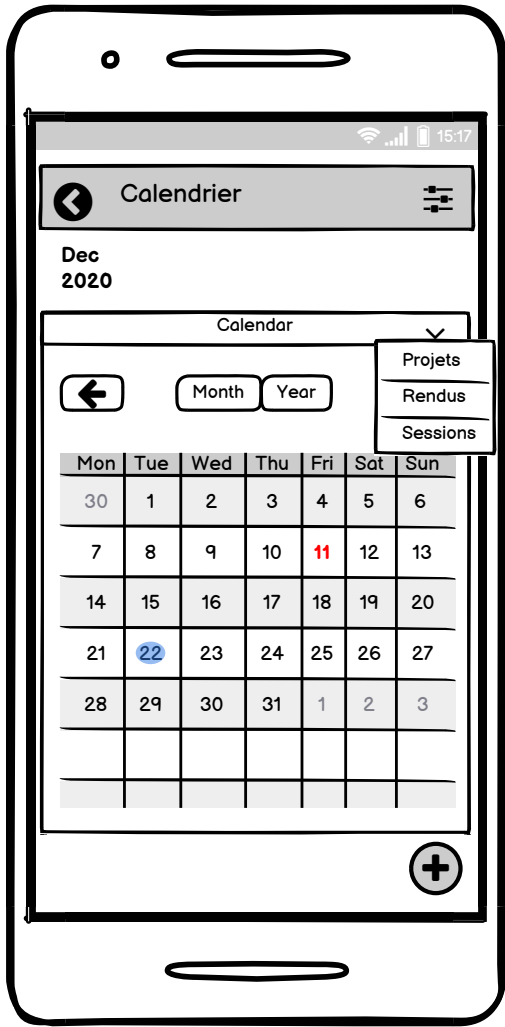 15:17
Calendrier
Dec
2020
Calendar
Projets
Month Year
Rendus
Sessions
Mon Tue Wed Thu Fri Sat Sun
30 1 2 3 4 5 6
7 8 9 10 11 12 13
14 15 16 17 18 19 20
21 22 23 24 25 26 27
28 29 30 31 1 2 3